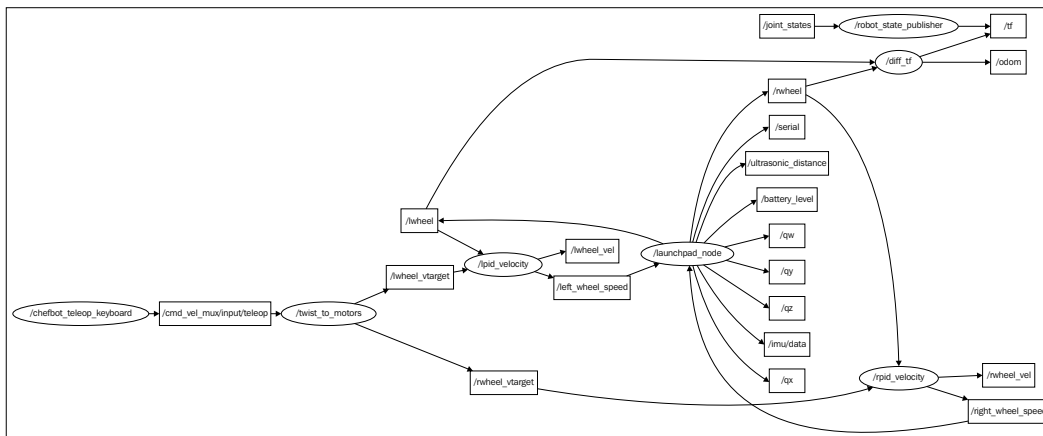 /joint_states
/robot_state_publisher
/tf
/diff_tf
/odom
/rwheel
/serial
/ultrasonic_distance
/battery_level
/lwheel
/qw
/lwheel_vel
/launchpad_node
/lpid_velocity
/qy
/lwheel_vtarget
/left_wheel_speed
/qz
/chefbot_teleop_keyboard
/cmd_vel_mux/input/teleop
/twist_to_motors
/imu/data
/qx
/rwheel_vtarget
/rpid_velocity
/rwheel_vel
/right_wheel_speed